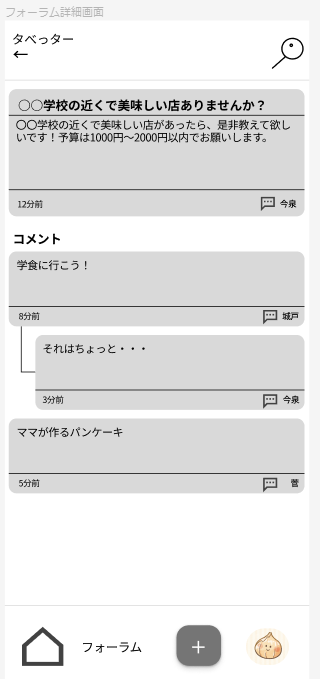 フォーラム詳細画面
タベッター
←
○○学校の近くで美味しい店ありませんか？
〇〇学校の近くで美味しい店があったら、是非教えて欲し
いです！予算は1000円〜2000円以内でお願いします。
12分前
今泉
コメント
学食に行こう！
8分前
城戸
それはちょっと・・・
3分前
今泉
ママが作るパンケーキ
5分前
菅
フォーラム
+